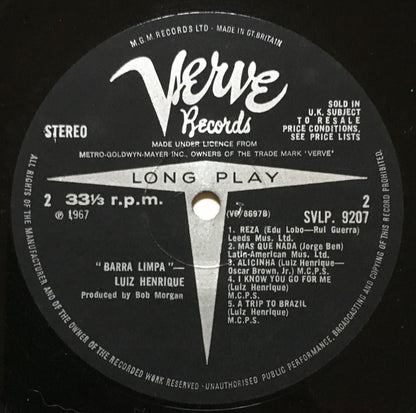 M.G.M. RECORDS LTD · MADE IN GT. BRITAIN
Verve
Records
STEREO
SOLD IN
U.K. SUBJECT
TO RESALE
PRICE CONDITIONS,
SEE PRICE LISTS
MADE UNDER LICENCE FROM
METRO-GOLDWYN-MAYER INC., OWNERS OF THE TRADE MARK 'VERVE'
LONG PLAY
2 33⅓ r.p.m.
℗ 1967
2
SVLP. 9207
"BARRA LIMPA"—
LUIZ HENRIQUE
Produced by Bob Morgan
1. REZA (Edu Lobo—Rui Guerra)
Leeds Mus. Ltd.
2. MAS QUE NADA (Jorge Ben)
Latin-American Mus. Ltd.
3. ALICINHA (Luiz Henrique—
Oscar Brown, Jr.) M.C.P.S.
4. I KNOW YOU GO FOR ME
(Luiz Henrique)
M.C.P.S.
5. A TRIP TO BRAZIL
(Luiz Henrique)
M.C.P.S.
ALL RIGHTS OF THE MANUFACTURER AND OF THE OWNER OF THE RECORDED WORK RESERVED · UNAUTHORISED PUBLIC PERFORMANCE, BROADCASTING AND COPYING OF THIS RECORD PROHIBITED.